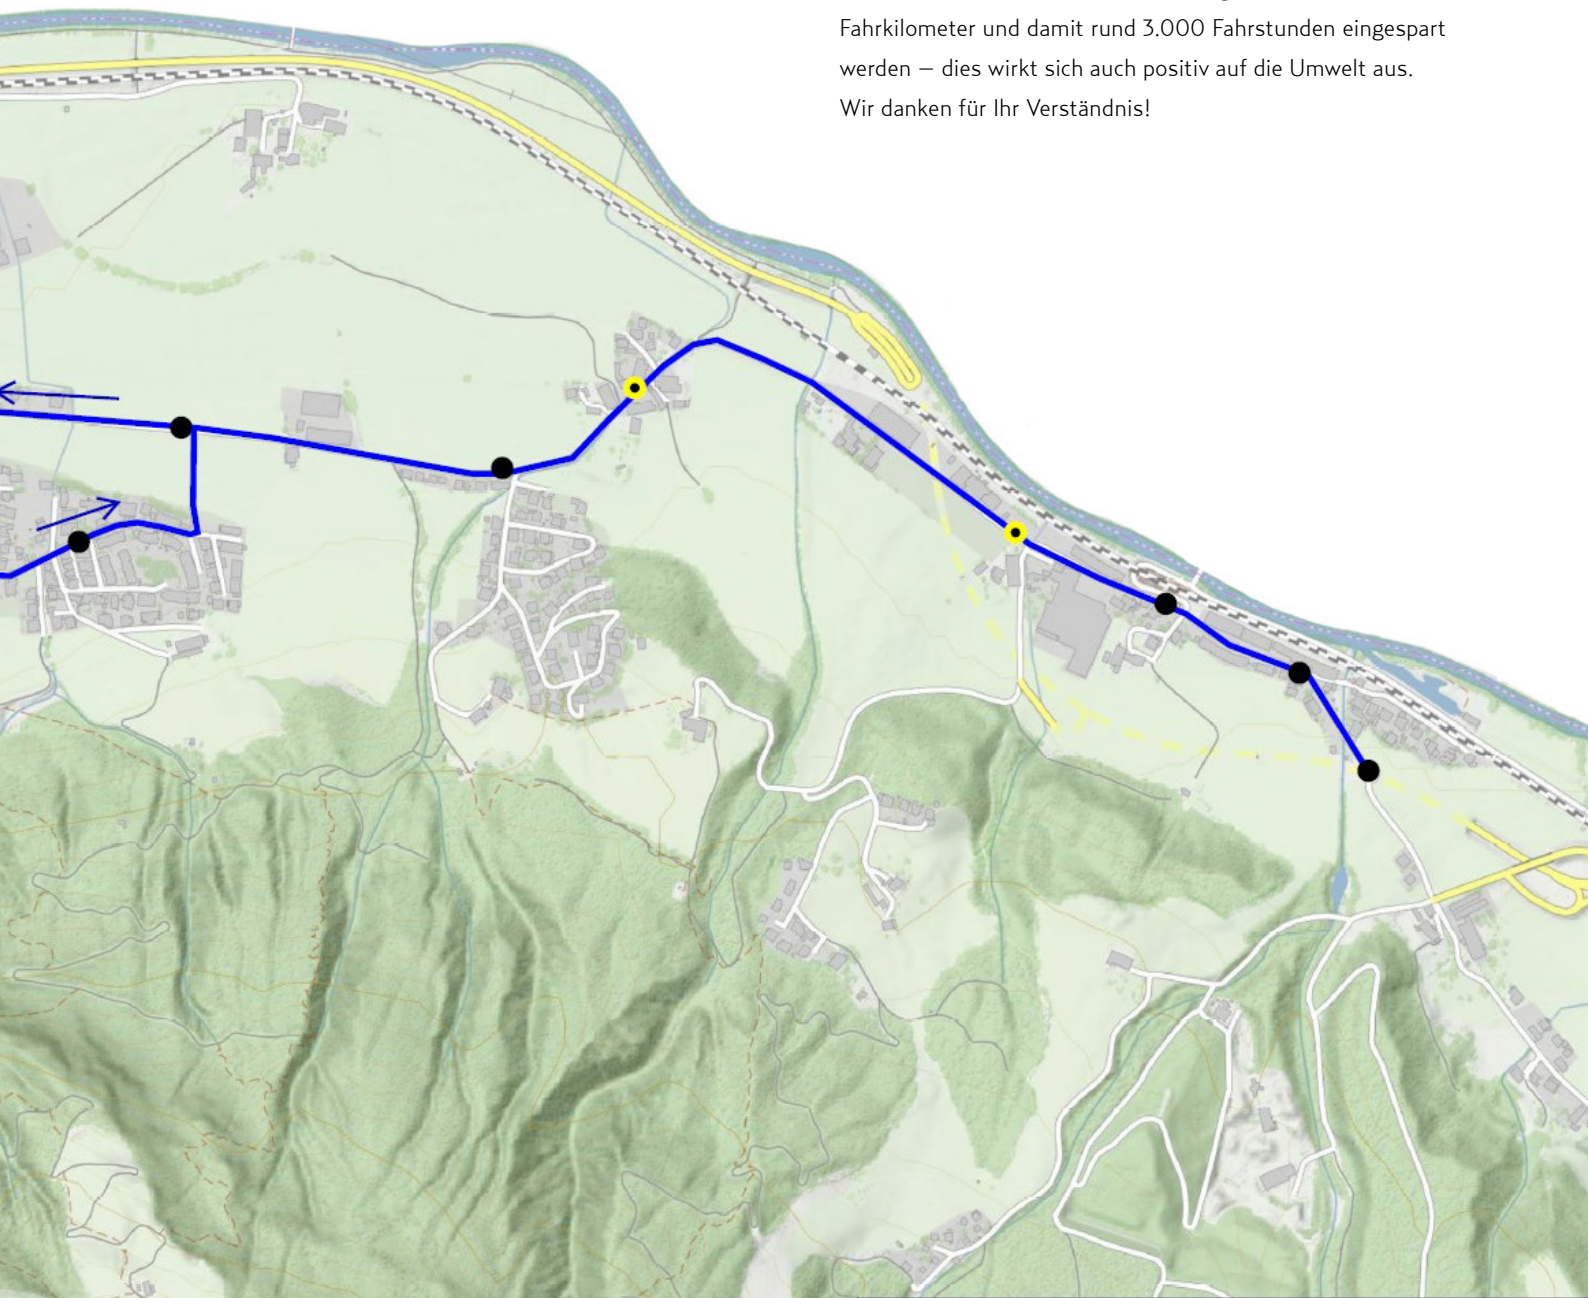 Fahrkilometer und damit rund 3.000 Fahrstunden eingespart
werden – dies wirkt sich auch positiv auf die Umwelt aus.
Wir danken für Ihr Verständnis!